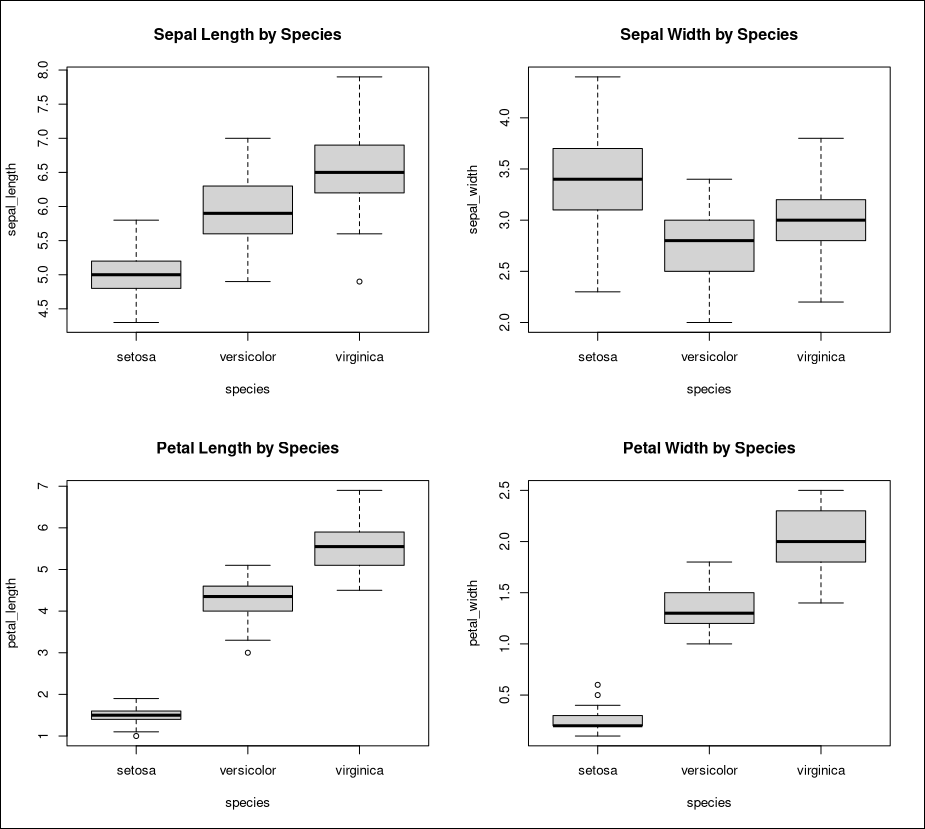 Sepal Length by Species
sepal_length
8.0
7.5
7.0
6.5
6.0
5.5
5.0
4.5
setosa versicolor virginica
species
Sepal Width by Species
sepal_width
4.0
3.5
3.0
2.5
2.0
setosa versicolor virginica
species
Petal Length by Species
petal_length
7
6
5
4
3
2
1
setosa versicolor virginica
species
Petal Width by Species
petal_width
2.5
2.0
1.5
1.0
0.5
setosa versicolor virginica
species